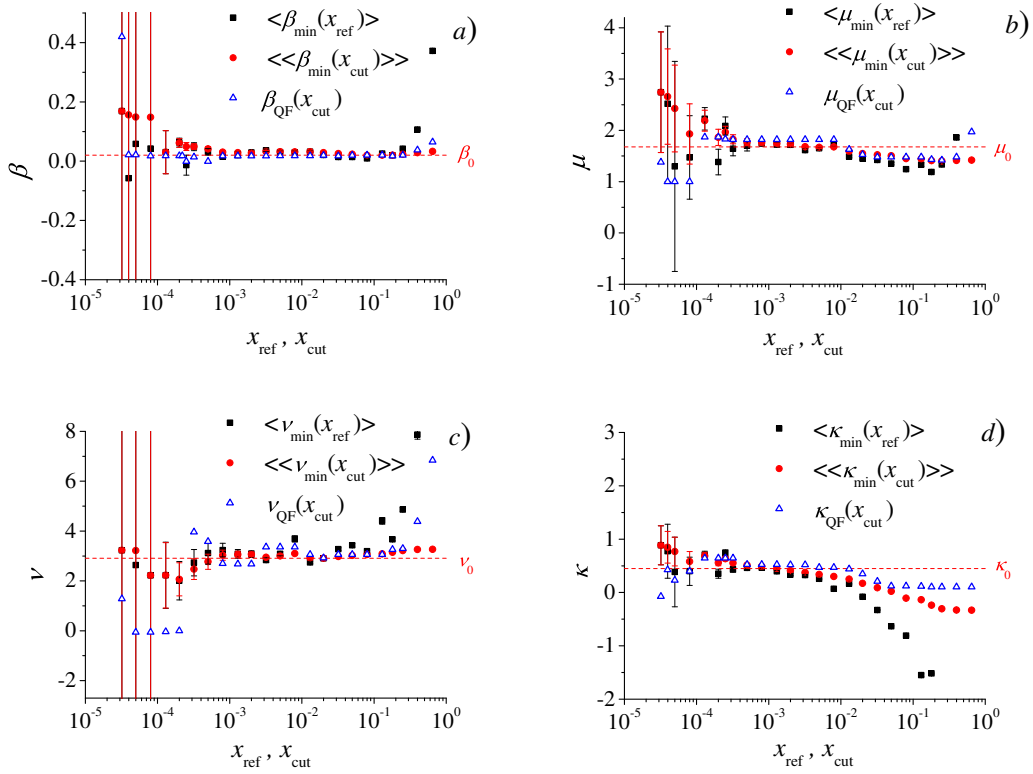 a)
<β_min(x_ref)>
<<β_min(x_cut)>>
β_QF(x_cut)
β_0
β
0.4
0.2
0.0
-0.2
-0.4
10^-5 10^-4 10^-3 10^-2 10^-1 10^0
x_ref , x_cut
b)
<μ_min(x_ref)>
<<μ_min(x_cut)>>
μ_QF(x_cut)
μ_0
μ
4
3
2
1
0
-1
10^-5 10^-4 10^-3 10^-2 10^-1 10^0
x_ref , x_cut
c)
<ν_min(x_ref)>
<<ν_min(x_cut)>>
ν_QF(x_cut)
ν_0
ν
8
6
4
2
0
-2
10^-5 10^-4 10^-3 10^-2 10^-1 10^0
x_ref , x_cut
d)
<κ_min(x_ref)>
<<κ_min(x_cut)>>
κ_QF(x_cut)
κ_0
κ
3
2
1
0
-1
-2
10^-5 10^-4 10^-3 10^-2 10^-1 10^0
x_ref , x_cut